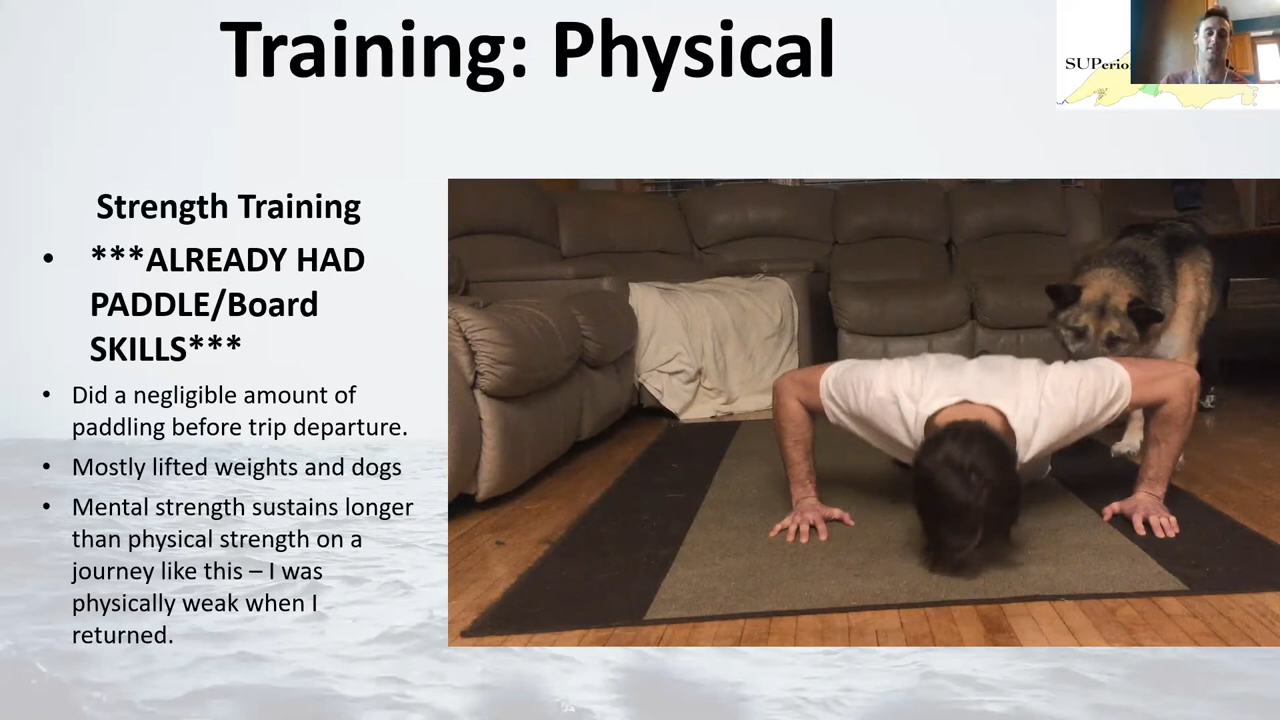 Training: Physical
SUPerio
Strength Training
• ***ALREADY HAD
PADDLE/Board
SKILLS***
• Did a negligible amount of
paddling before trip departure.
• Mostly lifted weights and dogs
• Mental strength sustains longer
than physical strength on a
journey like this – I was
physically weak when I
returned.